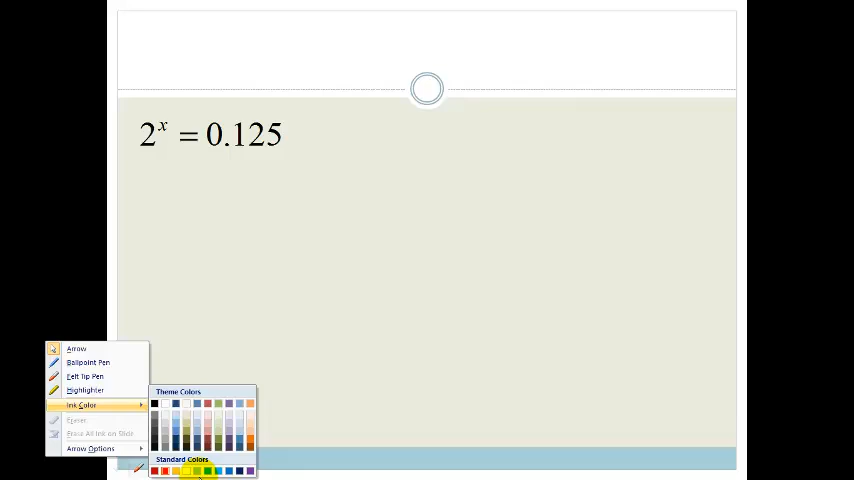 2^x = 0.125
Arrow
Ballpoint Pen
Felt Tip Pen
Highlighter
Ink Color
Eraser
Erase All Ink on Slide
Arrow Options
Theme Colors
Standard Colors